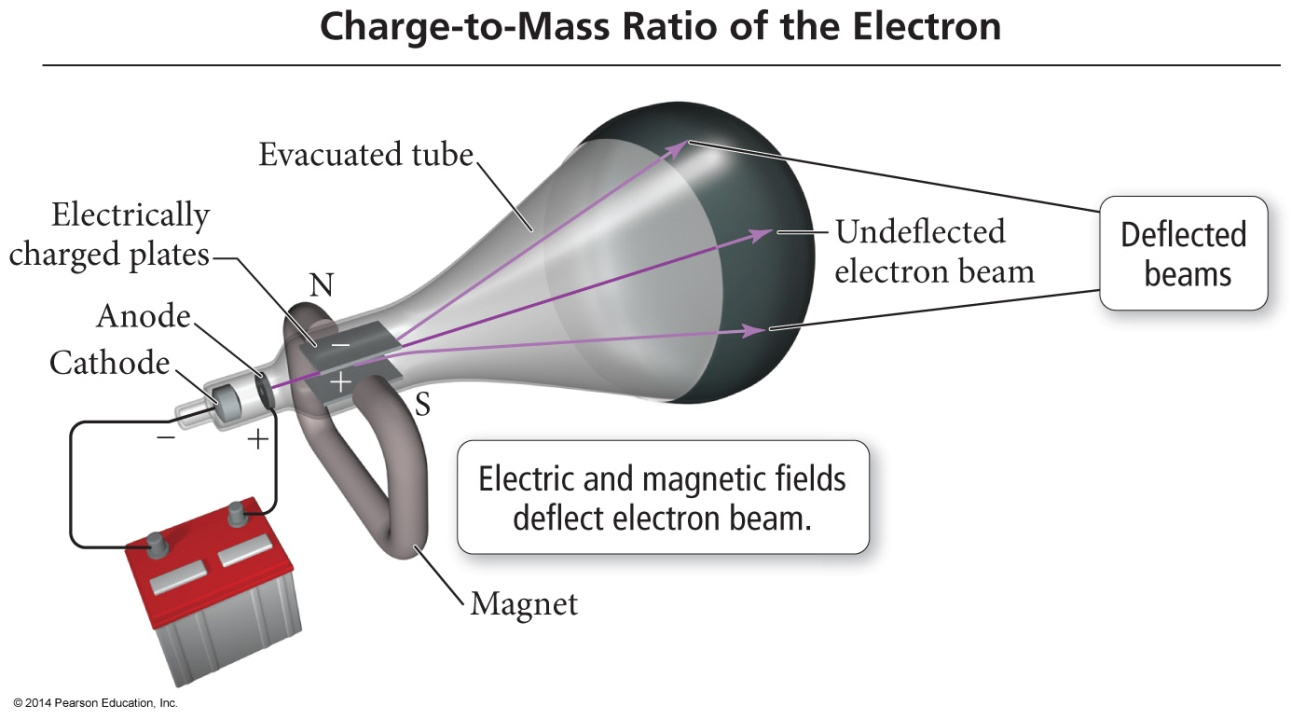 Charge-to-Mass Ratio of the Electron
Evacuated tube
Electrically
charged plates
N
Anode
Cathode
−
+
S
−
+
Undeflected
electron beam
Deflected
beams
Electric and magnetic fields
deflect electron beam.
Magnet
© 2014 Pearson Education, Inc.